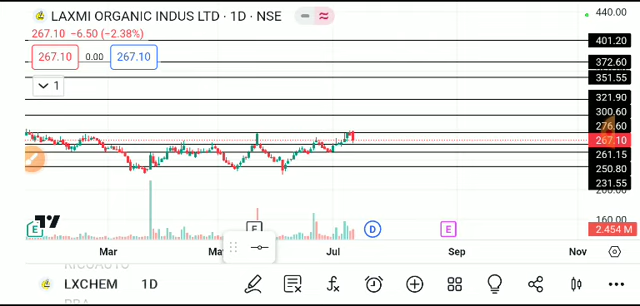 LAXMI ORGANIC INDUS LTD · 1D · NSE
267.10 −6.50 (−2.38%)
267.10 0.00 267.10
1
440.00
401.20
372.60
351.55
321.90
300.60
276.60
267.10
261.15
250.80
231.55
200.00
160.00
2.454 M
E E D E
Mar Jul Sep Nov
LXCHEM 1D